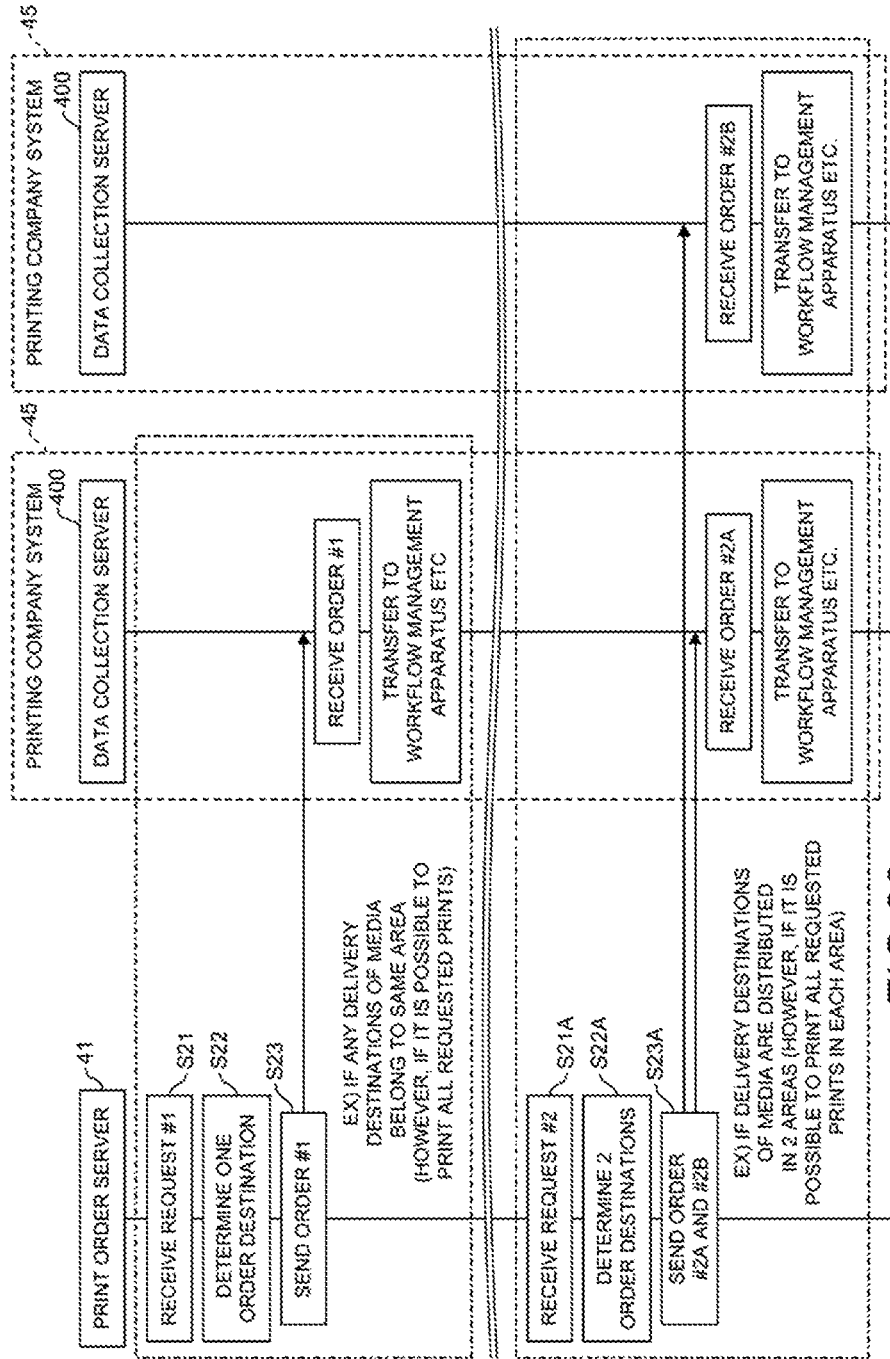 PRINT ORDER SERVER
41
PRINTING COMPANY SYSTEM
45
DATA COLLECTION SERVER
400
PRINTING COMPANY SYSTEM
45
DATA COLLECTION SERVER
400
RECEIVE REQUEST #1
S21
DETERMINE ONE
ORDER DESTINATION
S22
SEND ORDER #1
S23
EX) IF ANY DELIVERY
DESTINATIONS OF MEDIA
BELONG TO SAME AREA
(HOWEVER, IF IT IS POSSIBLE TO
PRINT ALL REQUESTED PRINTS)
RECEIVE ORDER #1
TRANSFER TO
WORKFLOW MANAGEMENT
APPARATUS ETC
RECEIVE REQUEST #2
S21A
DETERMINE 2
ORDER DESTINATIONS
S22A
SEND ORDER
#2A AND #2B
S23A
EX) IF DELIVERY DESTINATIONS
OF MEDIA ARE DISTRIBUTED
IN 2 AREAS (HOWEVER, IF IT IS
POSSIBLE TO PRINT ALL REQUESTED
PRINTS IN EACH AREA)
RECEIVE ORDER #2A
TRANSFER TO
WORKFLOW MANAGEMENT
APPARATUS ETC.
RECEIVE ORDER #2B
TRANSFER TO
WORKFLOW MANAGEMENT
APPARATUS ETC.